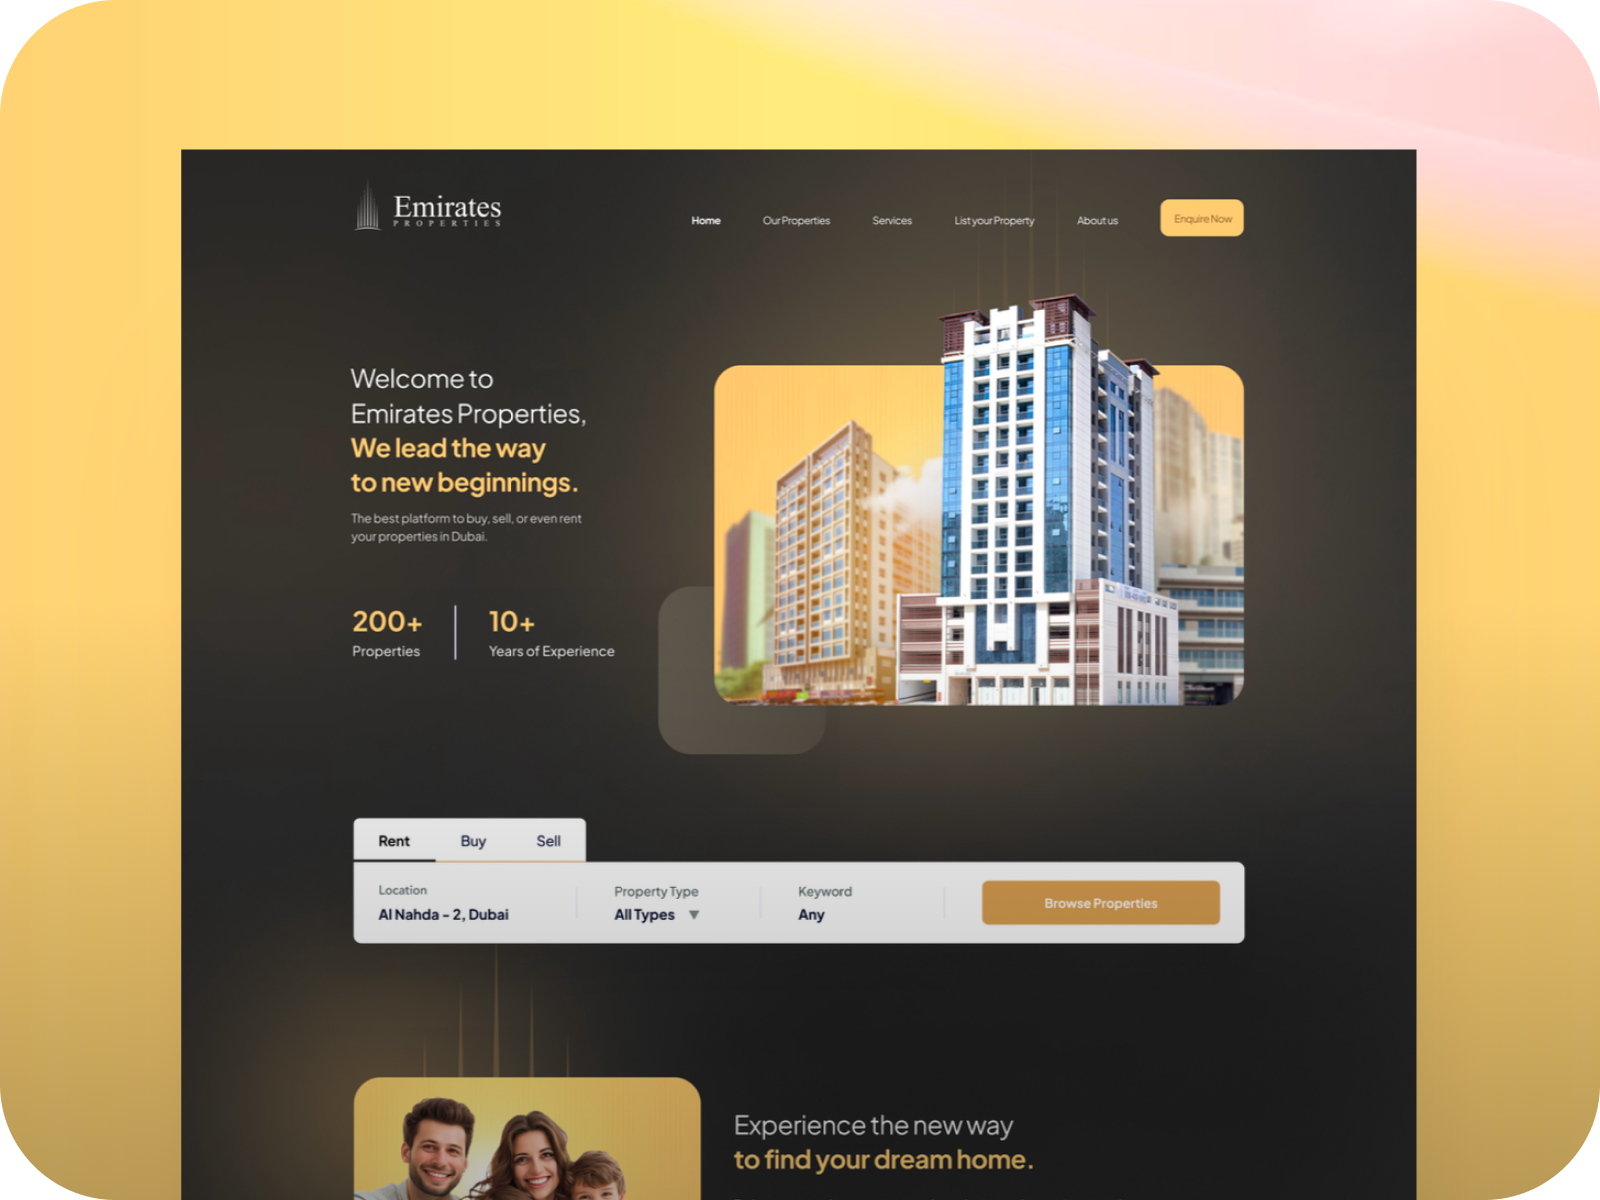 Emirates
PROPERTIES
Home
Our Properties
Services
List your Property
About us
Enquire Now
Welcome to
Emirates Properties,
We lead the way
to new beginnings.
The best platform to buy, sell, or even rent
your properties in Dubai.
200+
Properties
10+
Years of Experience
Rent
Buy
Sell
Location
Al Nahda - 2, Dubai
Property Type
All Types
Keyword
Any
Browse Properties
Experience the new way
to find your dream home.